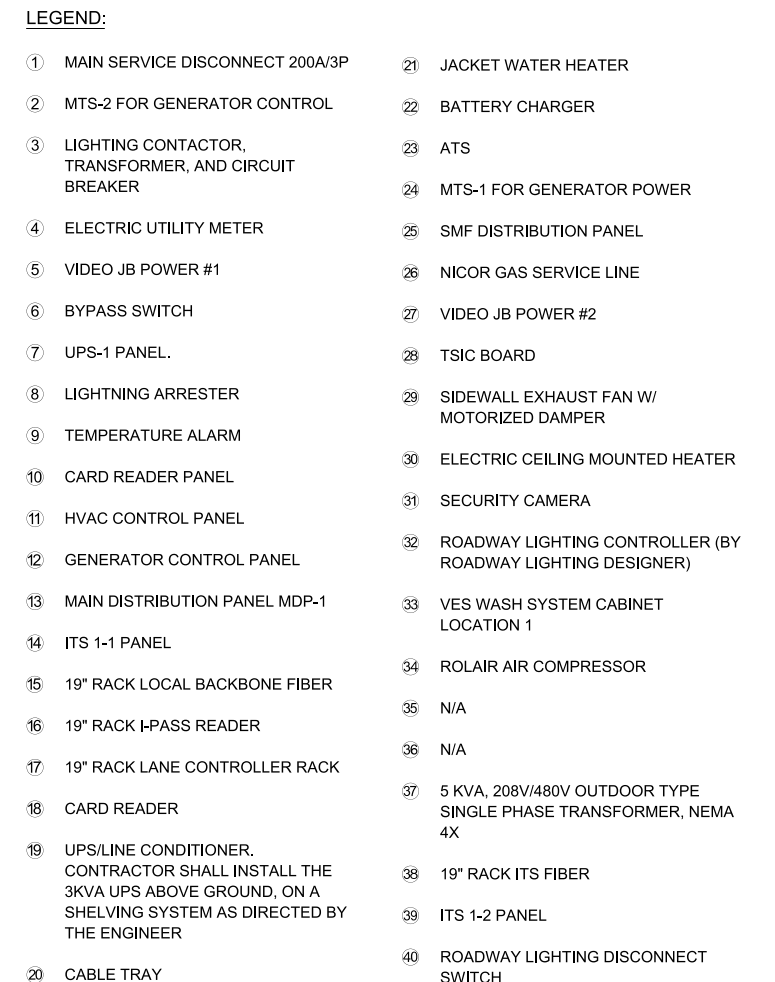 LEGEND:
① MAIN SERVICE DISCONNECT 200A/3P
② MTS-2 FOR GENERATOR CONTROL
③ LIGHTING CONTACTOR,
TRANSFORMER, AND CIRCUIT
BREAKER
④ ELECTRIC UTILITY METER
⑤ VIDEO JB POWER #1
⑥ BYPASS SWITCH
⑦ UPS-1 PANEL.
⑧ LIGHTNING ARRESTER
⑨ TEMPERATURE ALARM
⑩ CARD READER PANEL
⑪ HVAC CONTROL PANEL
⑫ GENERATOR CONTROL PANEL
⑬ MAIN DISTRIBUTION PANEL MDP-1
⑭ ITS 1-1 PANEL
⑮ 19" RACK LOCAL BACKBONE FIBER
⑯ 19" RACK I-PASS READER
⑰ 19" RACK LANE CONTROLLER RACK
⑱ CARD READER
⑲ UPS/LINE CONDITIONER.
CONTRACTOR SHALL INSTALL THE
3KVA UPS ABOVE GROUND, ON A
SHELVING SYSTEM AS DIRECTED BY
THE ENGINEER
⑳ CABLE TRAY
㉑ JACKET WATER HEATER
㉒ BATTERY CHARGER
㉓ ATS
㉔ MTS-1 FOR GENERATOR POWER
㉕ SMF DISTRIBUTION PANEL
㉖ NICOR GAS SERVICE LINE
㉗ VIDEO JB POWER #2
㉘ TSIC BOARD
㉙ SIDEWALL EXHAUST FAN W/
MOTORIZED DAMPER
㉚ ELECTRIC CEILING MOUNTED HEATER
㉛ SECURITY CAMERA
㉜ ROADWAY LIGHTING CONTROLLER (BY
ROADWAY LIGHTING DESIGNER)
㉝ VES WASH SYSTEM CABINET
LOCATION 1
㉞ ROLAIR AIR COMPRESSOR
㉟ N/A
㊱ N/A
㊲ 5 KVA, 208V/480V OUTDOOR TYPE
SINGLE PHASE TRANSFORMER, NEMA
4X
㊳ 19" RACK ITS FIBER
㊴ ITS 1-2 PANEL
㊵ ROADWAY LIGHTING DISCONNECT
SWITCH